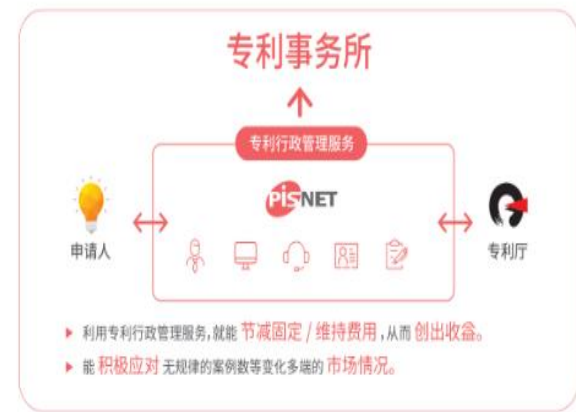 专利事务所
专利行政管理服务
PiSNET
申请人
专利厅
▶ 利用专利行政管理服务,就能 节减固定 / 维持费用 ,从而 创出收益。
▶ 能 积极应对 无规律的案例数等变化多端的 市场情况。